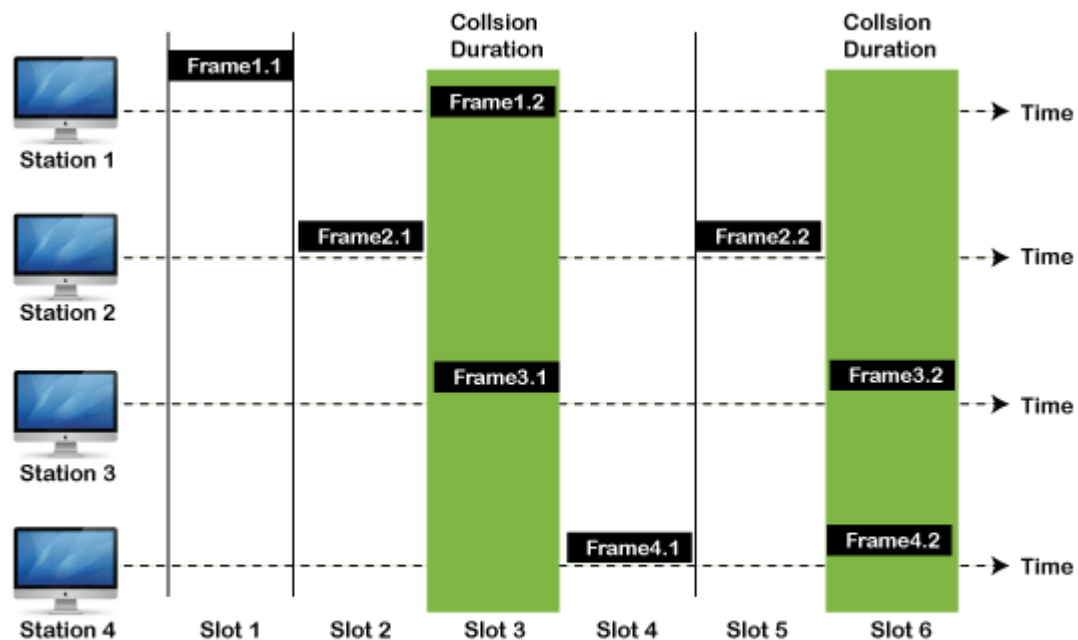 Collsion
Duration
Collsion
Duration
Frame1.1
Frame1.2
Time
Station 1
Frame2.1
Frame2.2
Time
Station 2
Frame3.1
Frame3.2
Time
Station 3
Frame4.1
Frame4.2
Time
Station 4
Slot 1
Slot 2
Slot 3
Slot 4
Slot 5
Slot 6